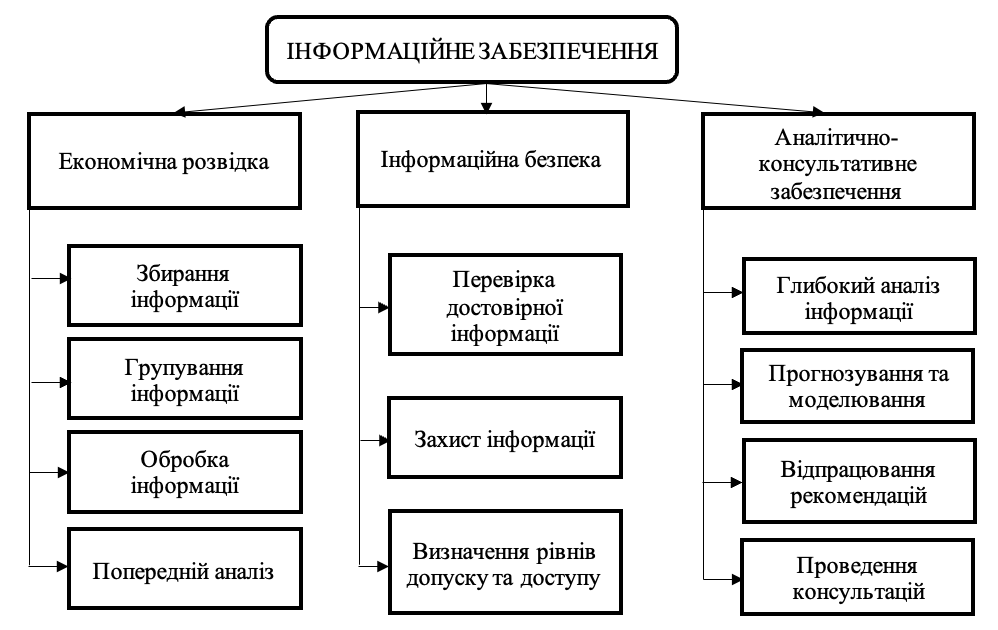 ІНФОРМАЦІЙНЕ ЗАБЕЗПЕЧЕННЯ
Економічна розвідка
Збирання
інформації
Групування
інформації
Обробка
інформації
Попередній аналіз
Інформаційна безпека
Перевірка
достовірної
інформації
Захист інформації
Визначення рівнів
допуску та доступу
Аналітично-
консультативне
забезпечення
Глибокий аналіз
інформації
Прогнозування та
моделювання
Відпрацювання
рекомендацій
Проведення
консультацій